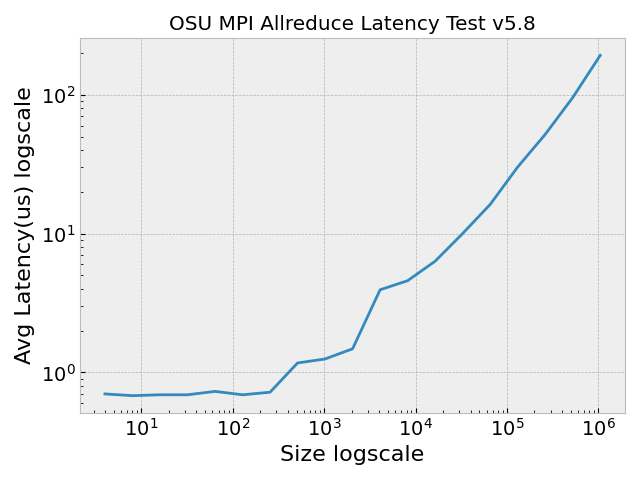 OSU MPI Allreduce Latency Test v5.8
Avg Latency(us) logscale
10²
10¹
10⁰
10¹ 10² 10³ 10⁴ 10⁵ 10⁶
Size logscale